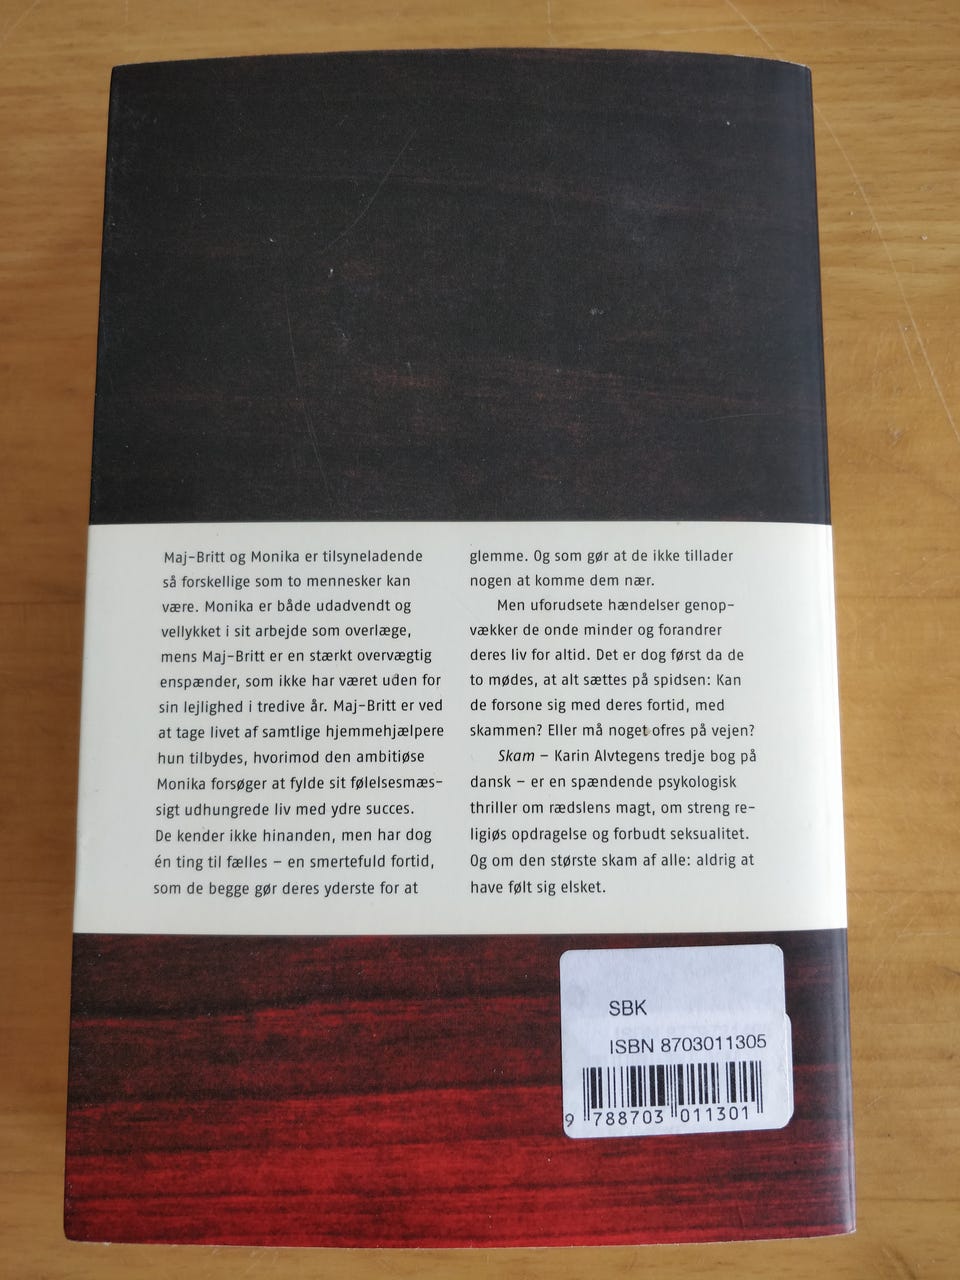 Maj-Britt og Monika er tilsyneladende
så forskellige som to mennesker kan
være. Monika er både udadvendt og
vellykket i sit arbejde som overlæge,
mens Maj-Britt er en stærkt overvægtig
enspænder, som ikke har været uden for
sin lejlighed i tredive år. Maj-Britt er ved
at tage livet af samtlige hjemmehjælpere
hun tilbydes, hvorimod den ambitiøse
Monika forsøger at fylde sit følelsesmæs-
sigt udhungrede liv med ydre succes.
De kender ikke hinanden, men har dog
én ting til fælles – en smertefuld fortid,
som de begge gør deres yderste for at
glemme. Og som gør at de ikke tillader
nogen at komme dem nær.
Men uforudsete hændelser genop-
vækker de onde minder og forandrer
deres liv for altid. Det er dog først da de
to mødes, at alt sættes på spidsen: Kan
de forsone sig med deres fortid, med
skammen? Eller må noget ofres på vejen?
Skam – Karin Alvtegens tredje bog på
dansk – er en spændende psykologisk
thriller om rædslens magt, om streng re-
ligiøs opdragelse og forbudt seksualitet.
Og om den største skam af alle: aldrig at
have følt sig elsket.
SBK
ISBN 8703011305
9 788703 011301